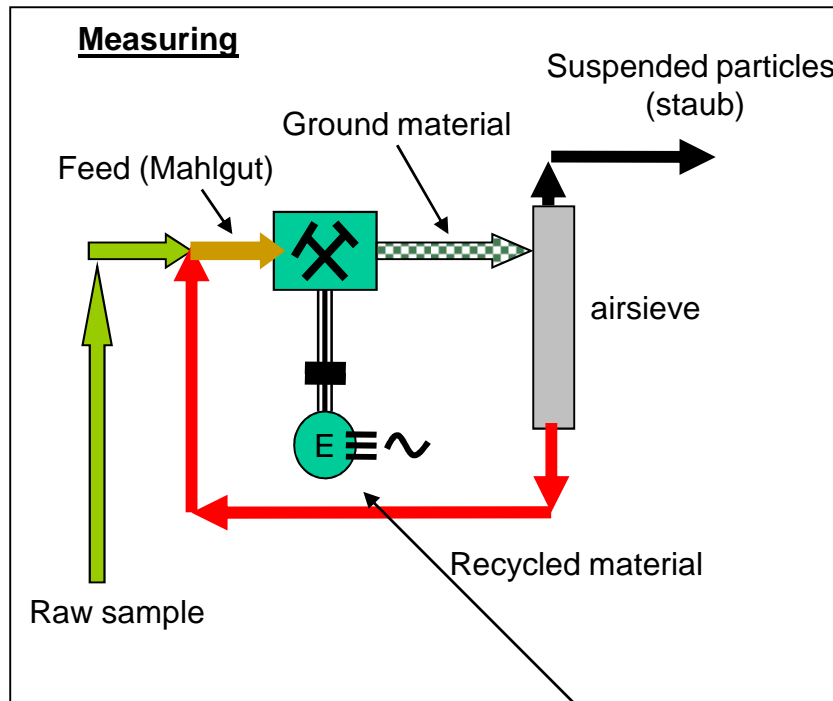 Measuring
Suspended particles
(staub)
Ground material
Feed (Mahlgut)
airsieve
E
Recycled material
Raw sample